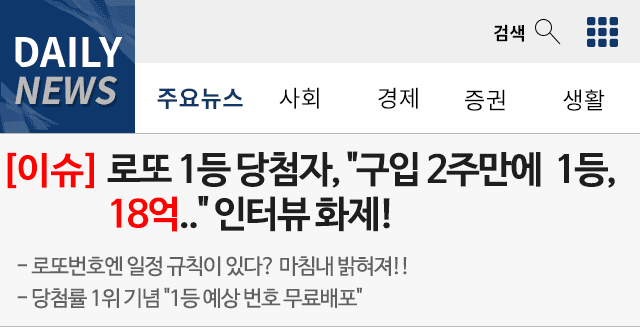 DAILY
NEWS
검색
주요뉴스 사회 경제 증권 생활
[이슈] 로또 1등 당첨자, "구입 2주만에 1등,
18억.." 인터뷰 화제!
- 로또번호엔 일정 규칙이 있다? 마침내 밝혀져!!
- 당첨률 1위 기념 "1등 예상 번호 무료배포"